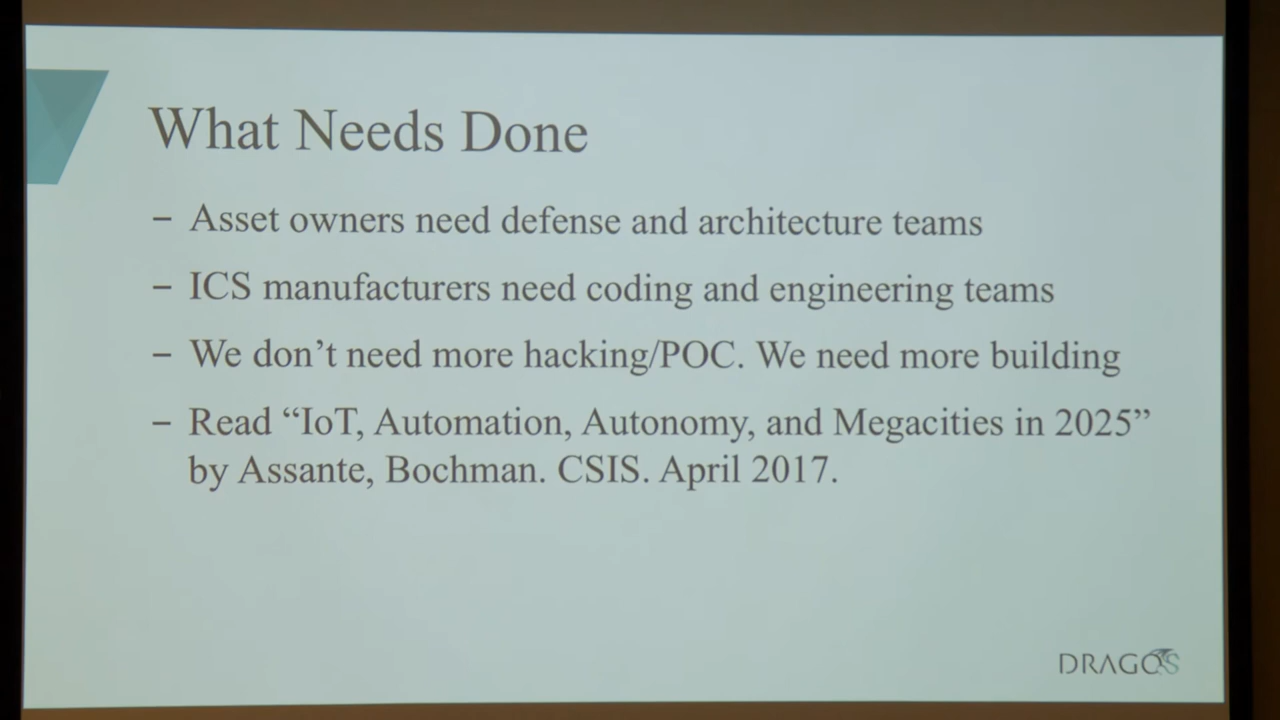 What Needs Done
– Asset owners need defense and architecture teams
– ICS manufacturers need coding and engineering teams
– We don’t need more hacking/POC. We need more building
– Read “IoT, Automation, Autonomy, and Megacities in 2025”
by Assante, Bochman. CSIS. April 2017.
DRAGOS